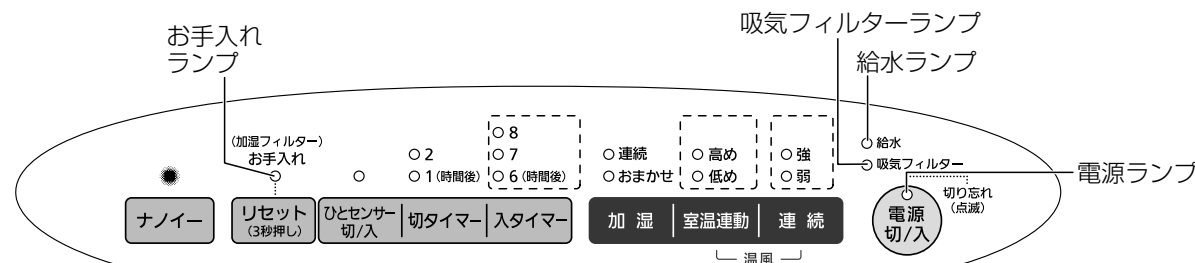 吸気フィルターランプ
お手入れ
ランプ
給水ランプ
電源ランプ
(加湿フィルター)
お手入れ
2
1(時間後)
8
7
6(時間後)
連続
おまかせ
高め
低め
強
弱
給水
吸気フィルター
切り忘れ
(点滅)
ナノイー
リセット
(3秒押し)
ひとセンサー
切/入
切タイマー
入タイマー
加湿
室温連動
連続
電源
切/入
温風